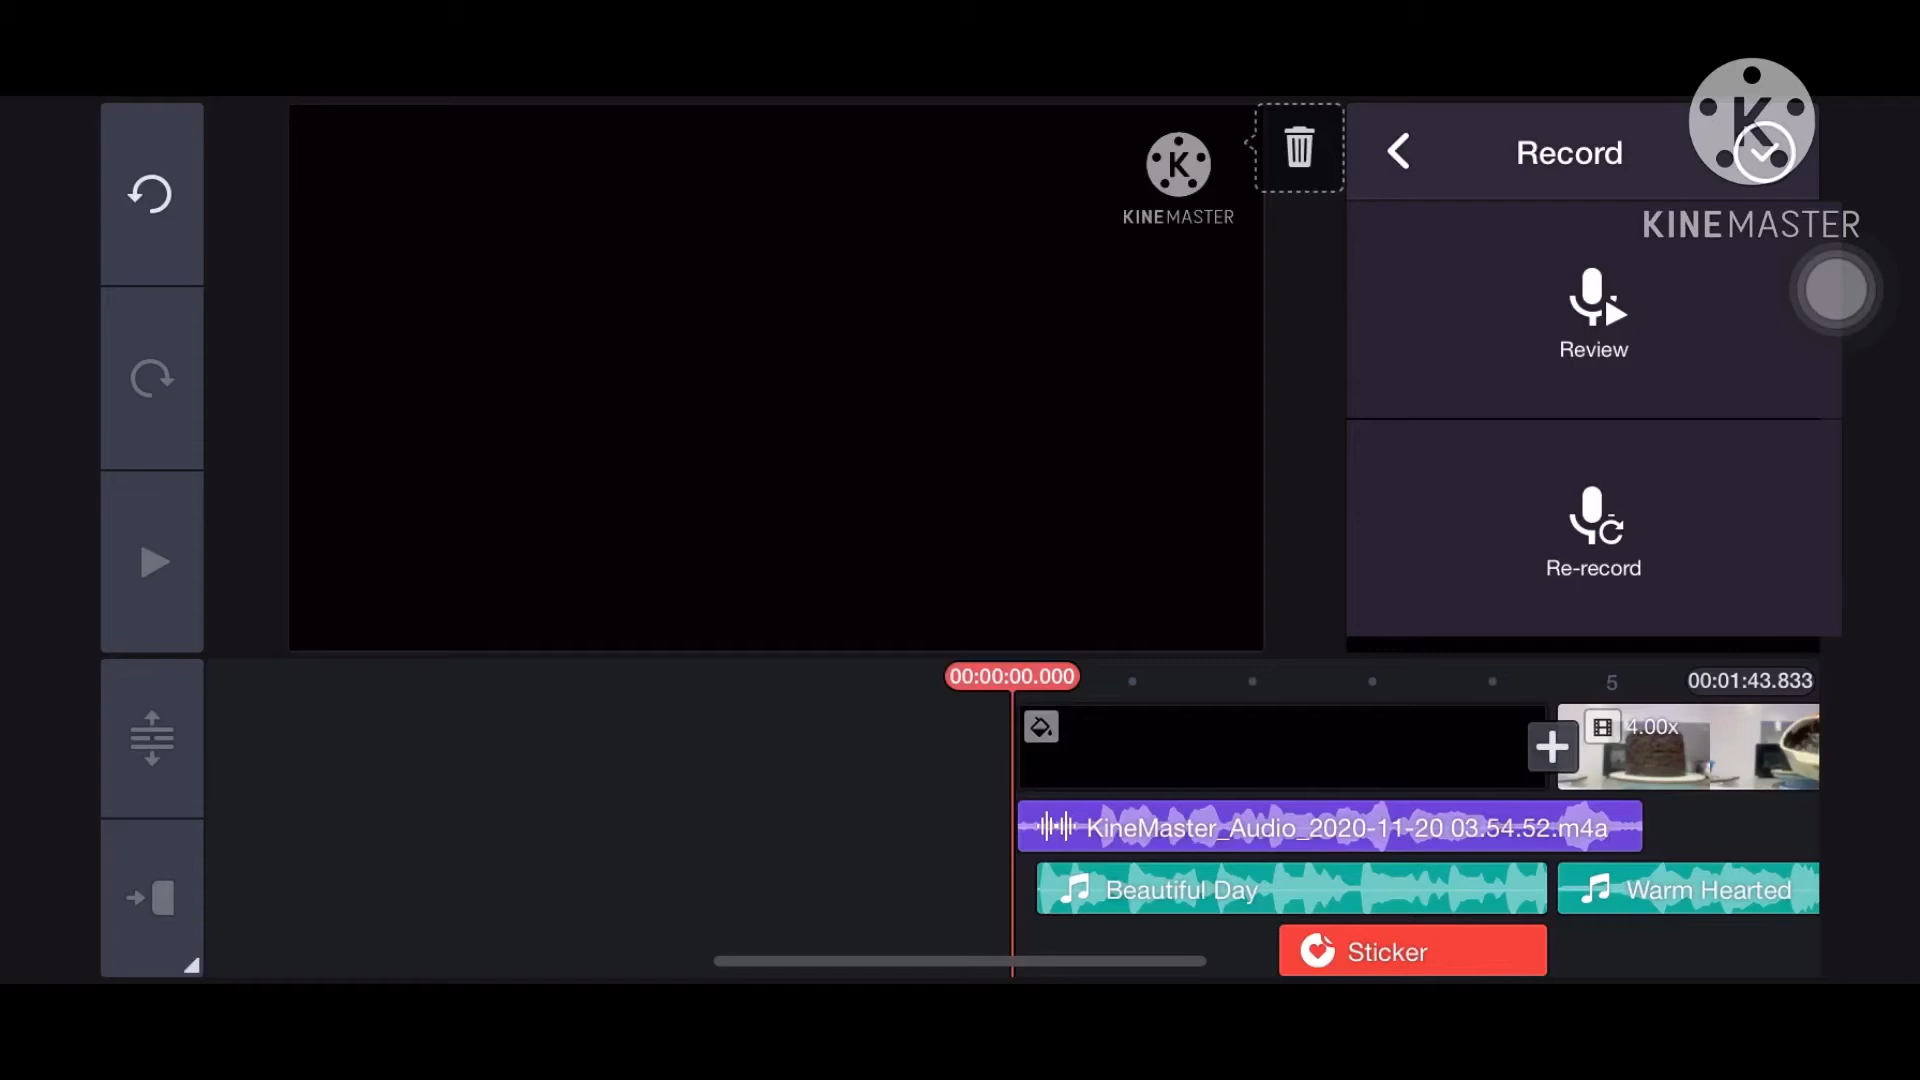 KINEMASTER
Record
KINEMASTER
Review
Re-record
00:00:00.000
5
00:01:43.833
4.00x
KineMaster_Audio_2020-11-20 03.54.52.m4a
Beautiful Day
Warm Hearted
Sticker